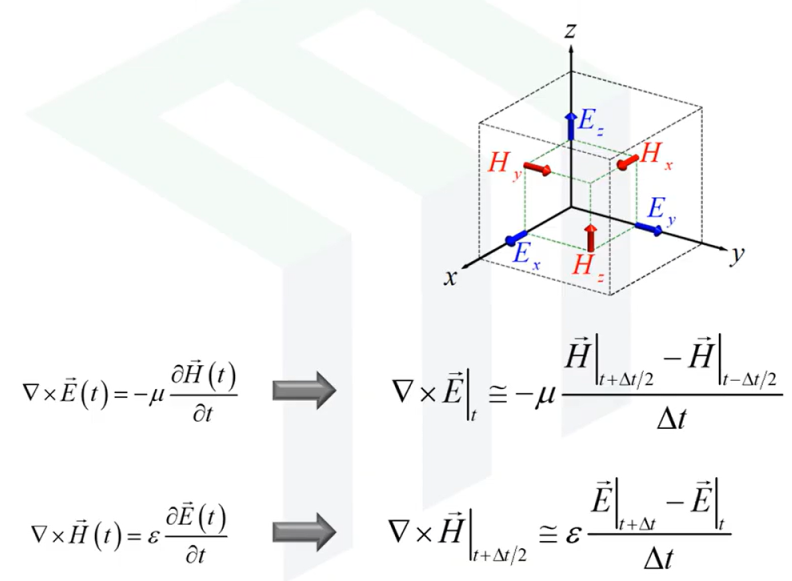 z
E_z
H_y
H_x
E_y
E_x
H_z
x
y
∇×E⃗(t) = −μ ∂H⃗(t)/∂t
∇×E⃗|_t ≅ −μ (H⃗|_{t+Δt/2} − H⃗|_{t−Δt/2})/Δt
∇×H⃗(t) = ε ∂E⃗(t)/∂t
∇×H⃗|_{t+Δt/2} ≅ ε (E⃗|_{t+Δt} − E⃗|_t)/Δt